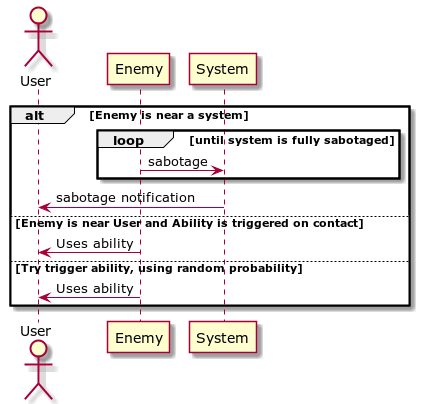 User
Enemy
System
alt
[Enemy is near a system]
loop
[until system is fully sabotaged]
sabotage
sabotage notification
[Enemy is near User and Ability is triggered on contact]
Uses ability
[Try trigger ability, using random probability]
Uses ability
User
Enemy
System